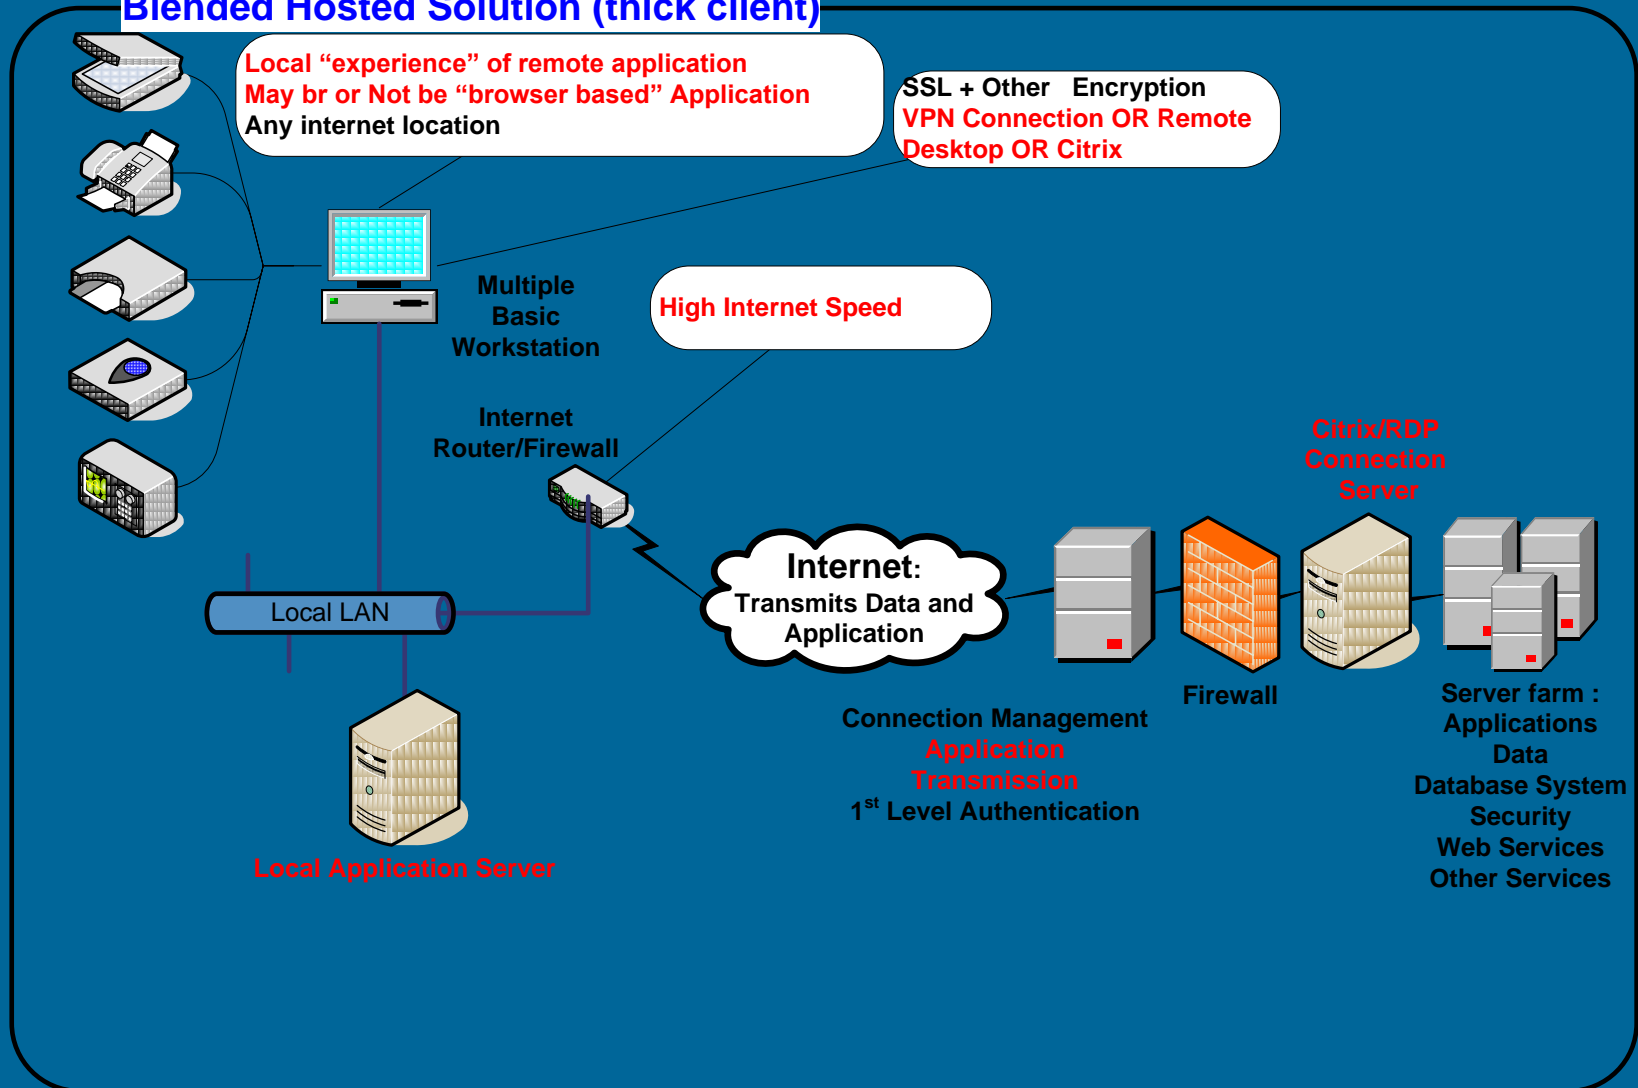 Blended Hosted Solution (thick client)
Local “experience” of remote application
May br or Not be “browser based” Application
Any internet location
SSL + Other Encryption
VPN Connection OR Remote
Desktop OR Citrix
Multiple
Basic
Workstation
High Internet Speed
Internet
Router/Firewall
Citrix/RDP
Connection
Server
Internet:
Transmits Data and
Application
Local LAN
Firewall
Connection Management
Application
Transmission
1st Level Authentication
Server farm :
Applications
Data
Database System
Security
Web Services
Other Services
Local Application Server